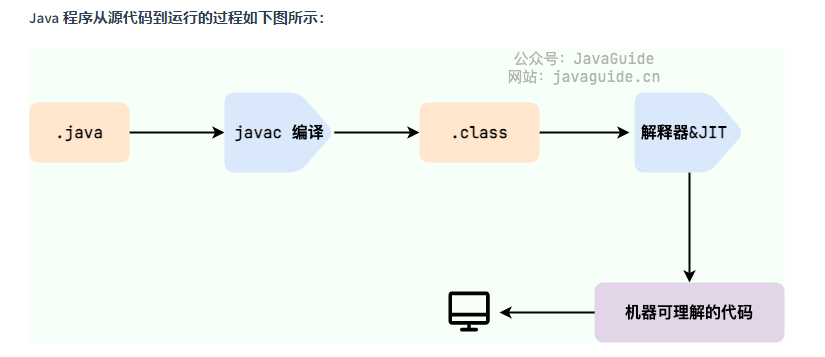 Java 程序从源代码到运行的过程如下图所示：
公众号：JavaGuide
网站：javaguide.cn
.java
javac 编译
.class
解释器&JIT
机器可理解的代码